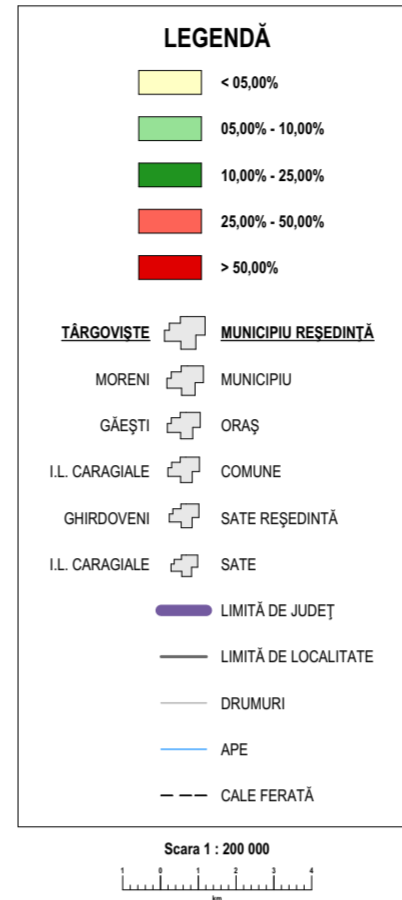 LEGENDĂ
< 05,00%
05,00% - 10,00%
10,00% - 25,00%
25,00% - 50,00%
> 50,00%
TÂRGOVIŞTE MUNICIPIU REŞEDINŢĂ
MORENI MUNICIPIU
GĂEŞTI ORAŞ
I.L. CARAGIALE COMUNE
GHIRDOVENI SATE REŞEDINTĂ
I.L. CARAGIALE SATE
LIMITĂ DE JUDEŢ
LIMITĂ DE LOCALITATE
DRUMURI
APE
CALE FERATĂ
Scara 1 : 200 000
1 0 1 2 3 4
km